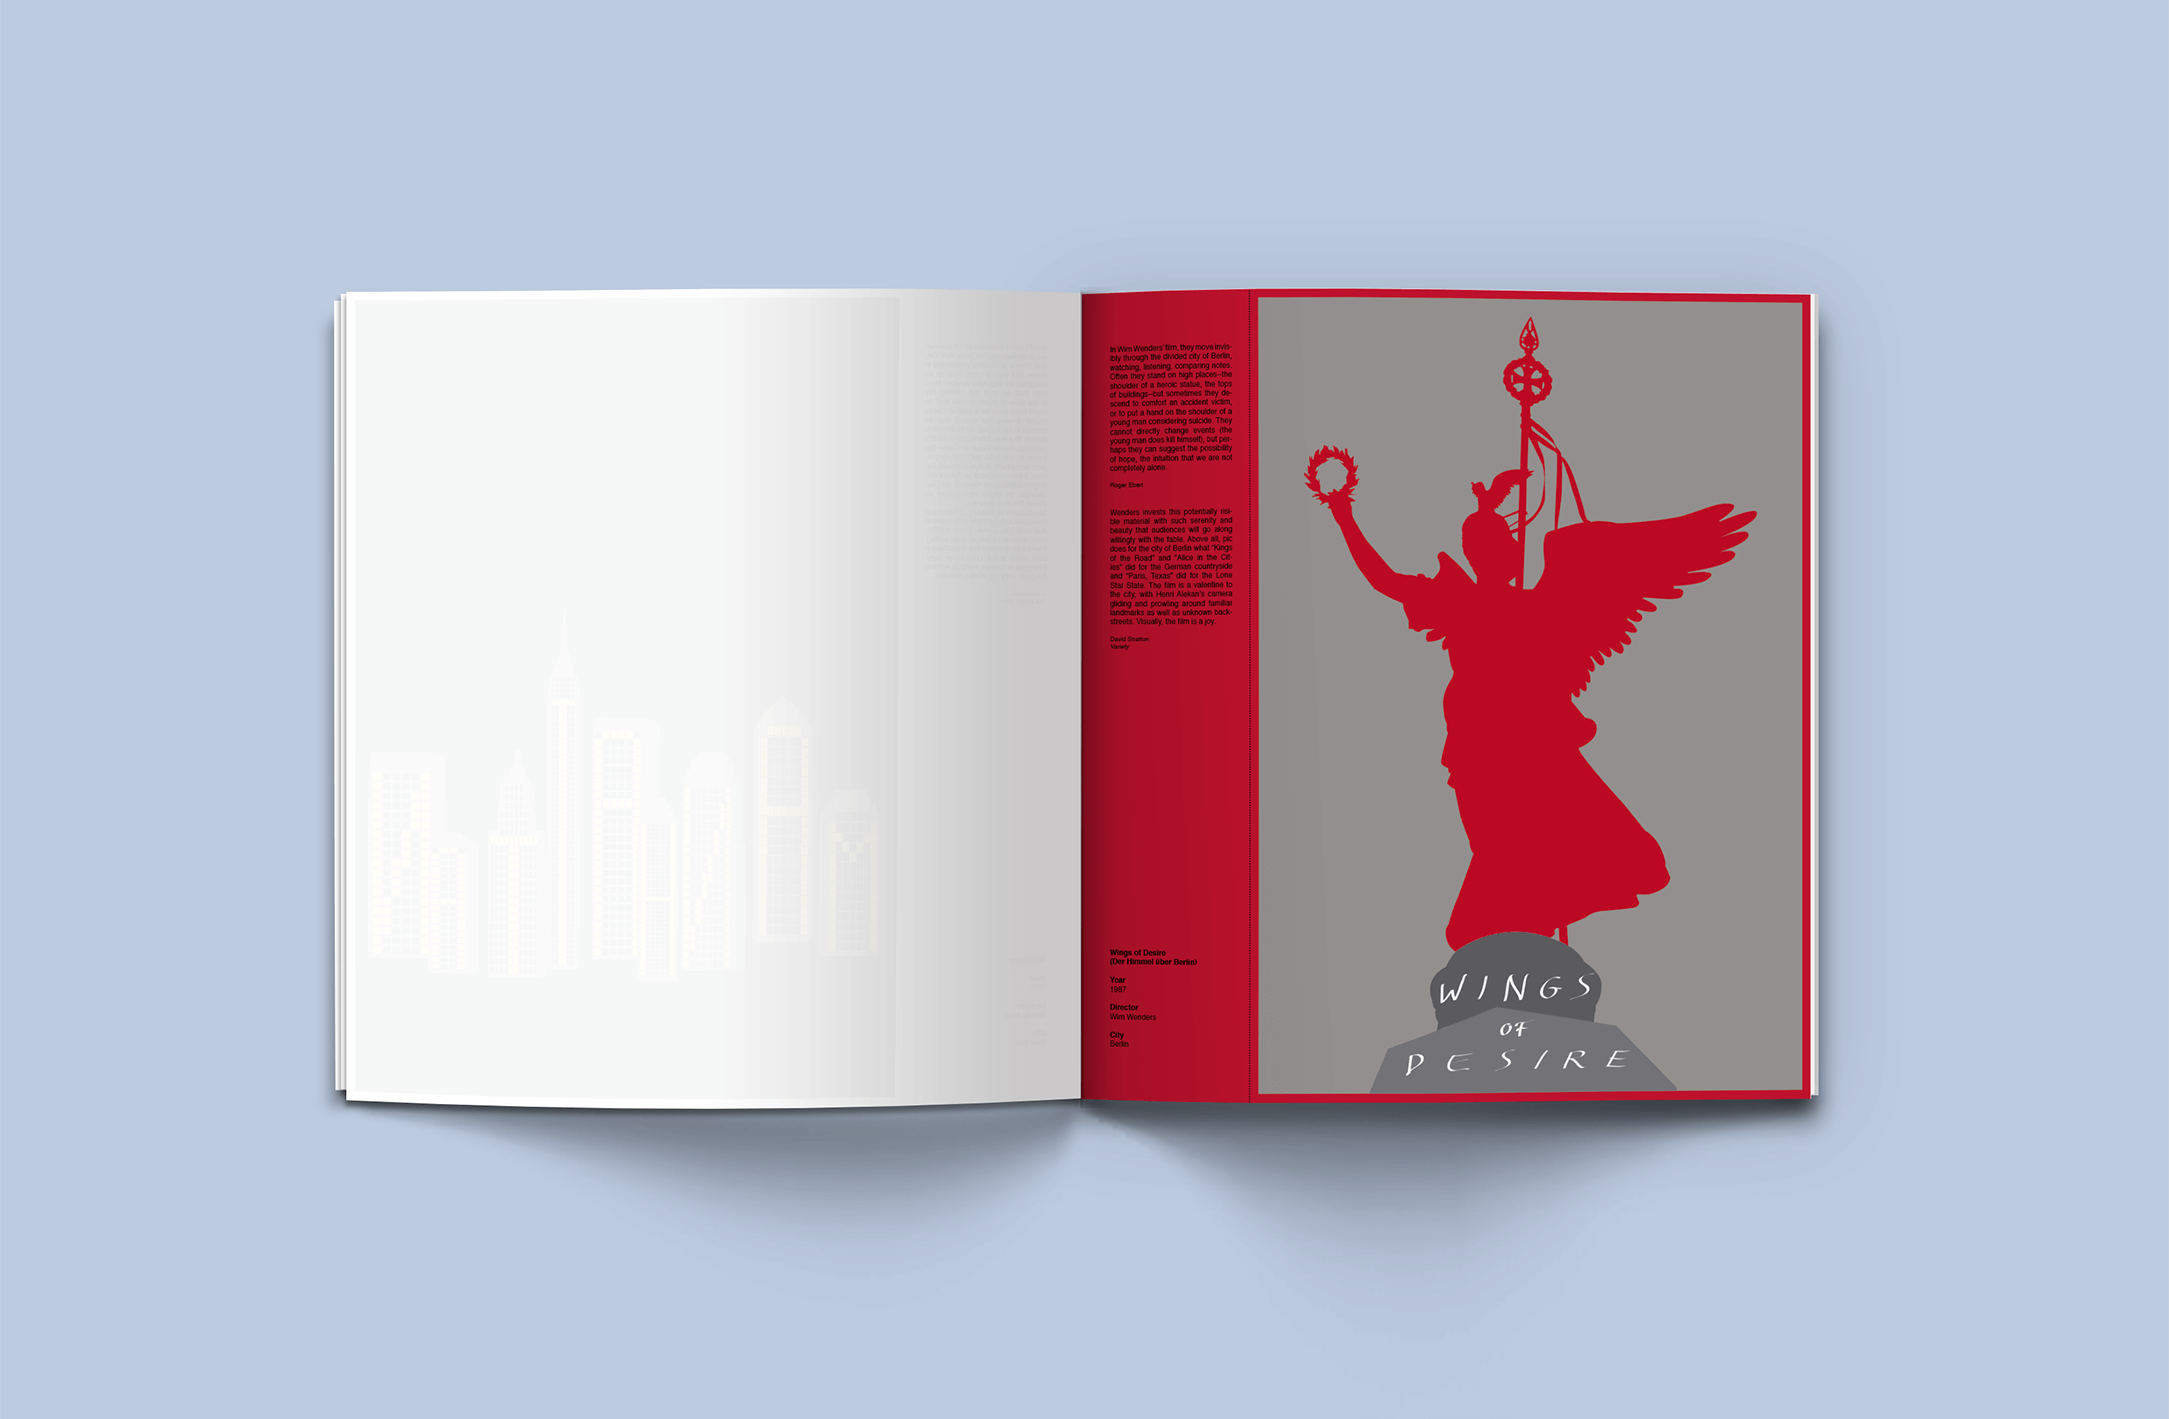 In Wim Wenders' film, they move invis-
ibly through the divided city of Berlin,
watching, listening, comparing notes.
Often they stand on high places--the
shoulder of a heroic statue, the tops
of buildings--but sometimes they de-
scend to comfort an accident victim,
or to put a hand on the shoulder of a
young man considering suicide. They
cannot directly change events (the
young man does kill himself), but per-
haps they can suggest the possibility
of hope, the intuition that we are not
completely alone.
Roger Ebert
Wenders invests this potentially risi-
ble material with such serenity and
beauty that audiences will go along
willingly with the fable. Above all, pic
does for the city of Berlin what "Kings
of the Road" and "Alice in the Cit-
ies" did for the German countryside
and "Paris, Texas" did for the Lone
Star State. The film is a valentine to
the city, with Henri Alekan's camera
gliding and prowling around familiar
landmarks as well as unknown back-
streets. Visually, the film is a joy.
David Stratton
Variety
Wings of Desire
(Der Himmel über Berlin)
Year
1987
Director
Wim Wenders
City
Berlin
WINGS
OF
DESIRE